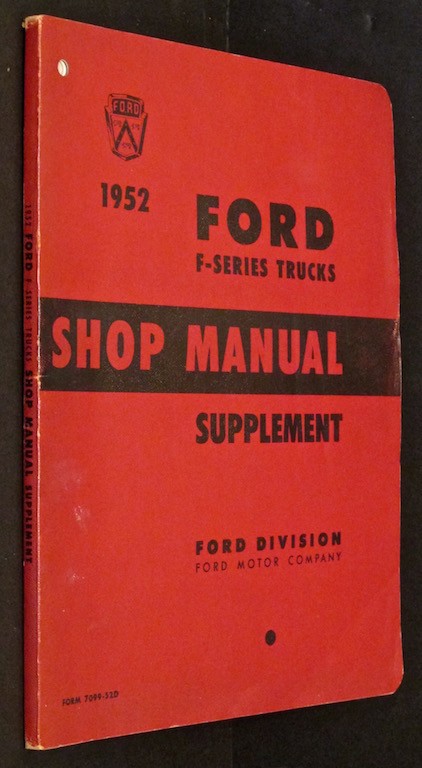 FORD
1952
FORD
F-SERIES TRUCKS
SHOP MANUAL
SUPPLEMENT
FORD DIVISION
FORD MOTOR COMPANY
FORM 7099-52D
1952 FORD F-SERIES TRUCKS SHOP MANUAL SUPPLEMENT